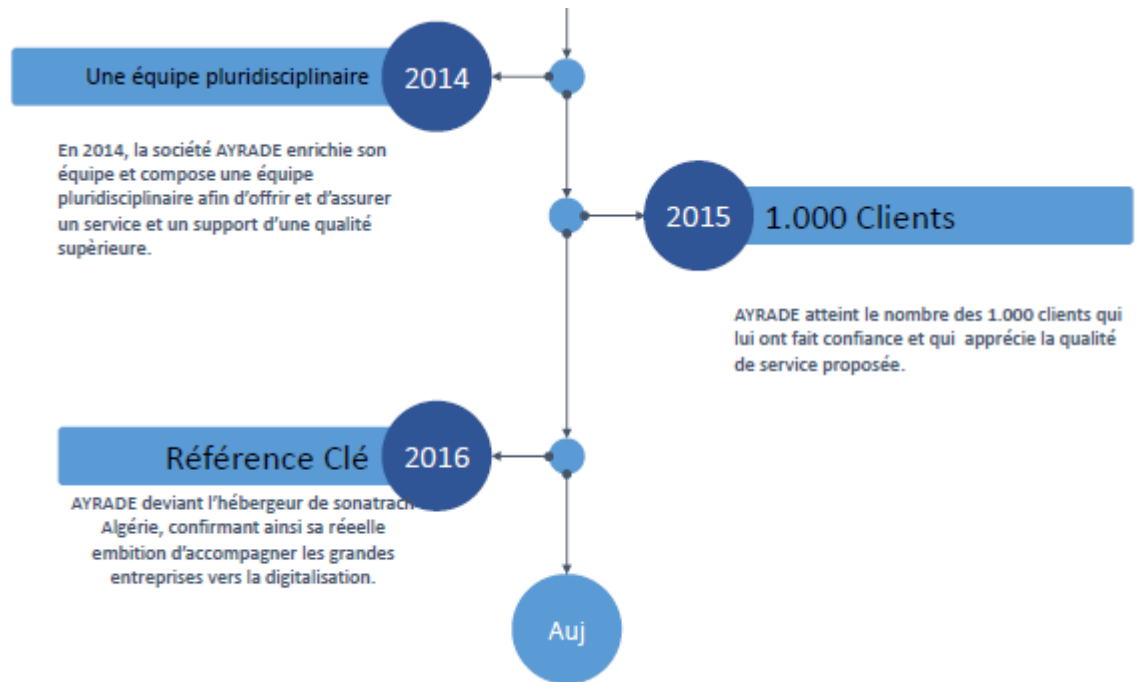 Une équipe pluridisciplinaire
2014
En 2014, la société AYRADE enrichie son
équipe et compose une équipe
pluridisciplinaire afin d’offrir et d’assurer
un service et un support d’une qualité
supèrieure.
2015
1.000 Clients
AYRADE atteint le nombre des 1.000 clients qui
lui ont fait confiance et qui apprécie la qualité
de service proposée.
Référence Clé
2016
AYRADE deviant l’hébergeur de sonatrach
Algérie, confirmant ainsi sa réeelle
embition d’accompagner les grandes
entreprises vers la digitalisation.
Auj